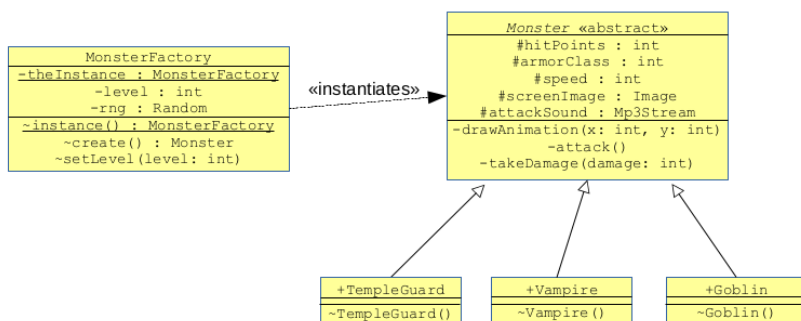 MonsterFactory
-theInstance : MonsterFactory
-level : int
-rng : Random
~instance() : MonsterFactory
~create() : Monster
~setLevel(level: int)
«instantiates»
Monster «abstract»
#hitPoints : int
#armorClass : int
#speed : int
#screenImage : Image
#attackSound : Mp3Stream
-drawAnimation(x: int, y: int)
-attack()
-takeDamage(damage: int)
+TempleGuard
~TempleGuard()
+Vampire
~Vampire()
+Goblin
~Goblin()